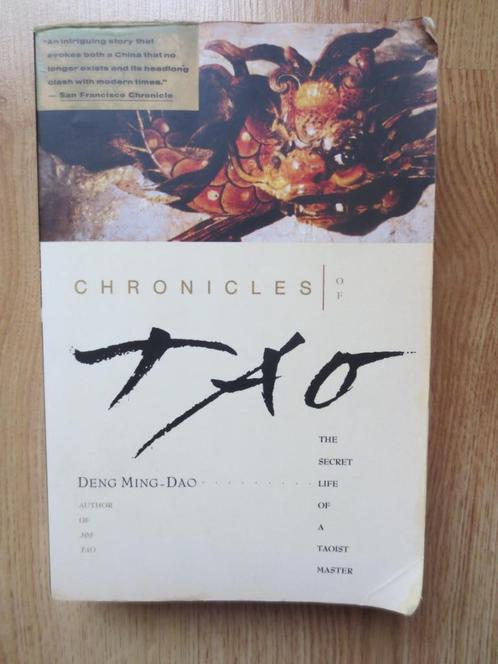 "An intriguing story that
evokes both a China that no
longer exists and its headlong
clash with modern times."
— San Francisco Chronicle
CHRONICLES
OF
TAO
THE
SECRET
LIFE
OF
A
TAOIST
MASTER
DENG MING-DAO
AUTHOR
OF
365
TAO